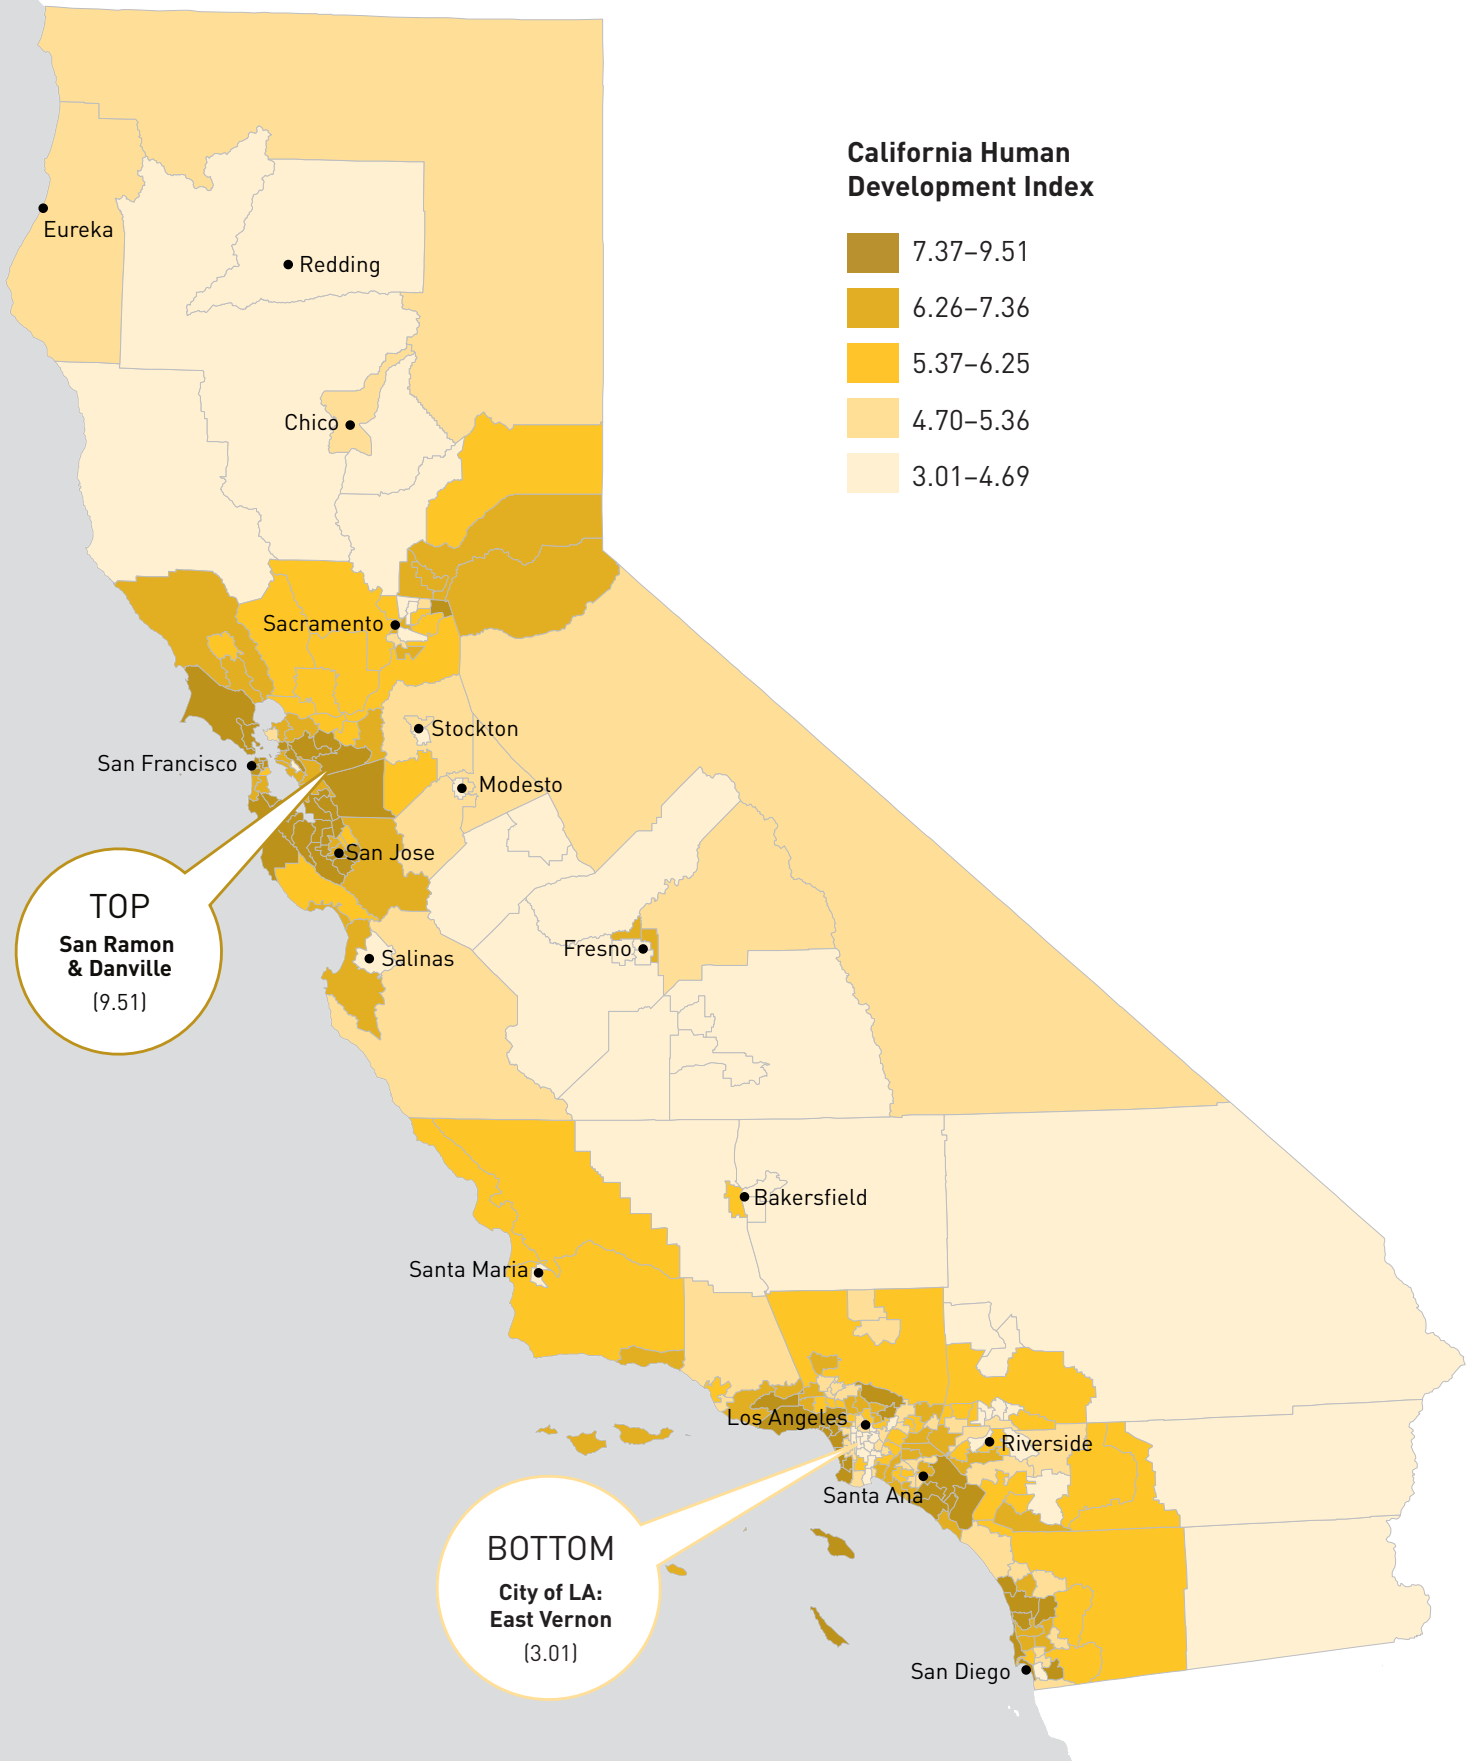 California Human
Development Index
7.37–9.51
6.26–7.36
5.37–6.25
4.70–5.36
3.01–4.69
Eureka
Redding
Chico
Sacramento
Stockton
San Francisco
Modesto
San Jose
TOP
San Ramon
& Danville
(9.51)
Fresno
Salinas
Bakersfield
Santa Maria
Los Angeles
Riverside
Santa Ana
BOTTOM
City of LA:
East Vernon
(3.01)
San Diego